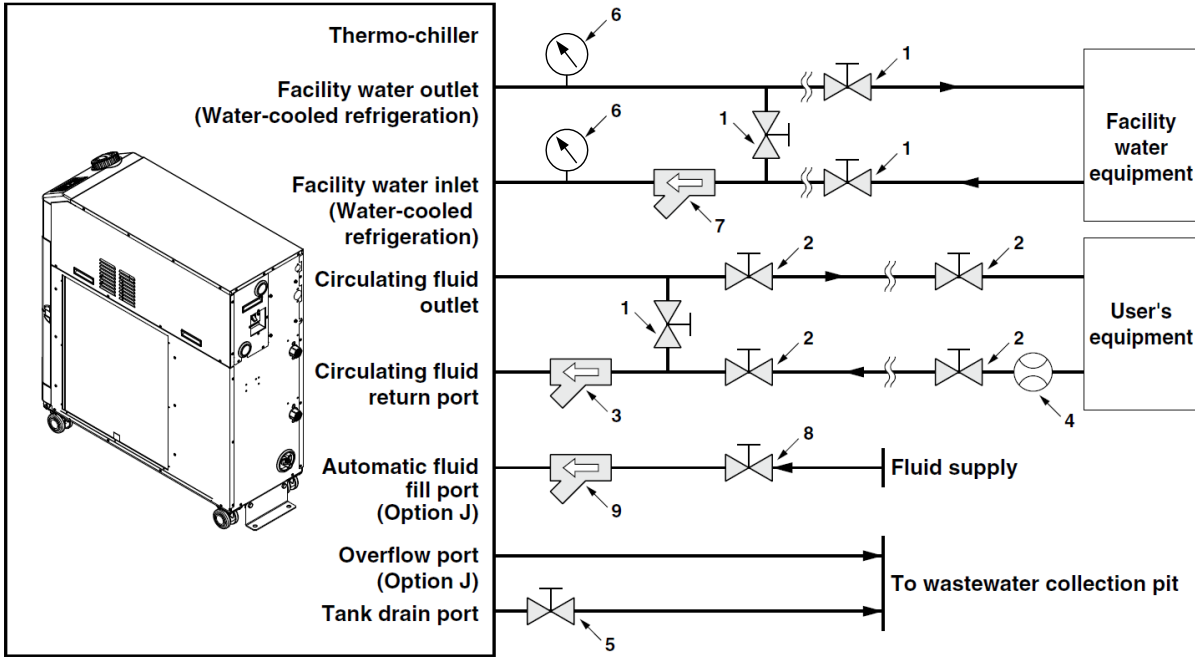 6
Thermo-chiller
1
Facility water outlet
(Water-cooled refrigeration)
6
1
1
Facility
water
equipment
Facility water inlet
(Water-cooled
refrigeration)
7
2
2
Circulating fluid
outlet
1
User's
equipment
2
2
Circulating fluid
return port
3
4
8
Automatic fluid
fill port
(Option J)
Fluid supply
9
Overflow port
(Option J)
To wastewater collection pit
Tank drain port
5